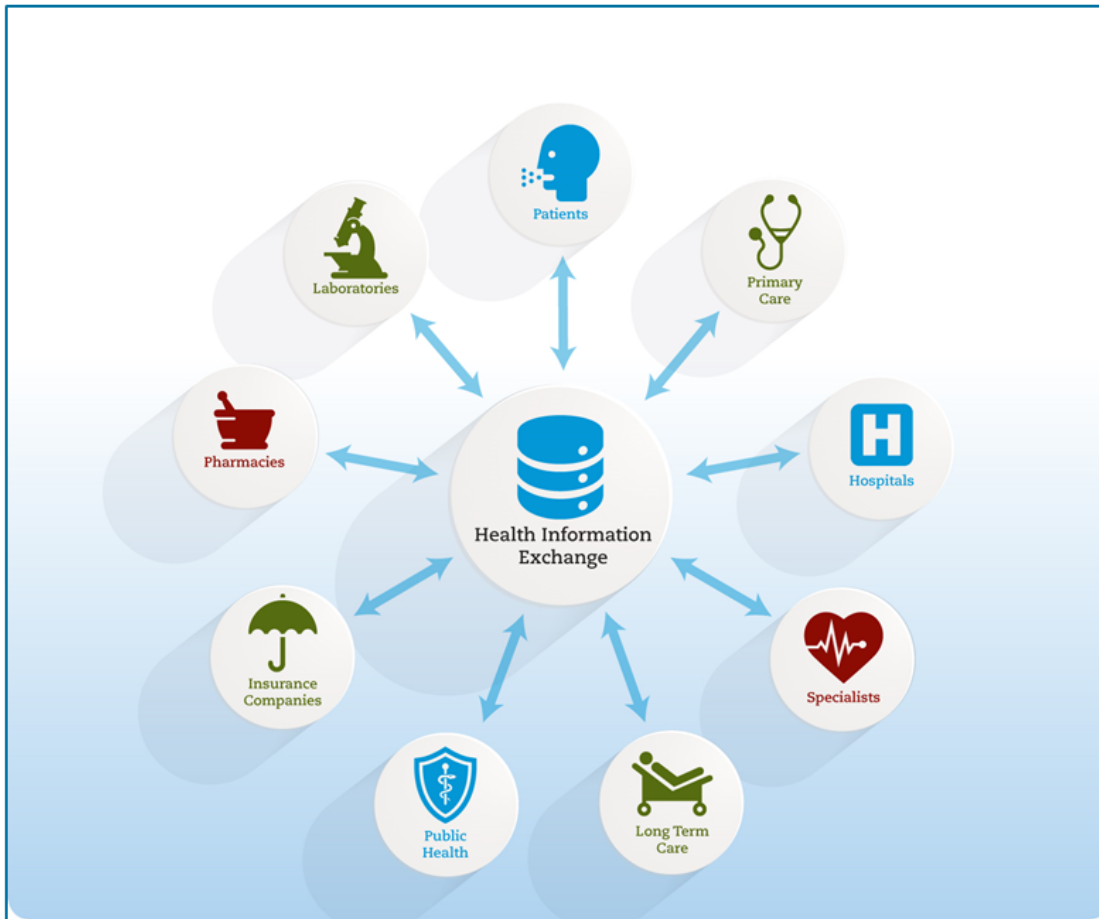 Patients
Laboratories
Primary
Care
Pharmacies
Hospitals
Health Information
Exchange
Insurance
Companies
Specialists
Public
Health
Long Term
Care